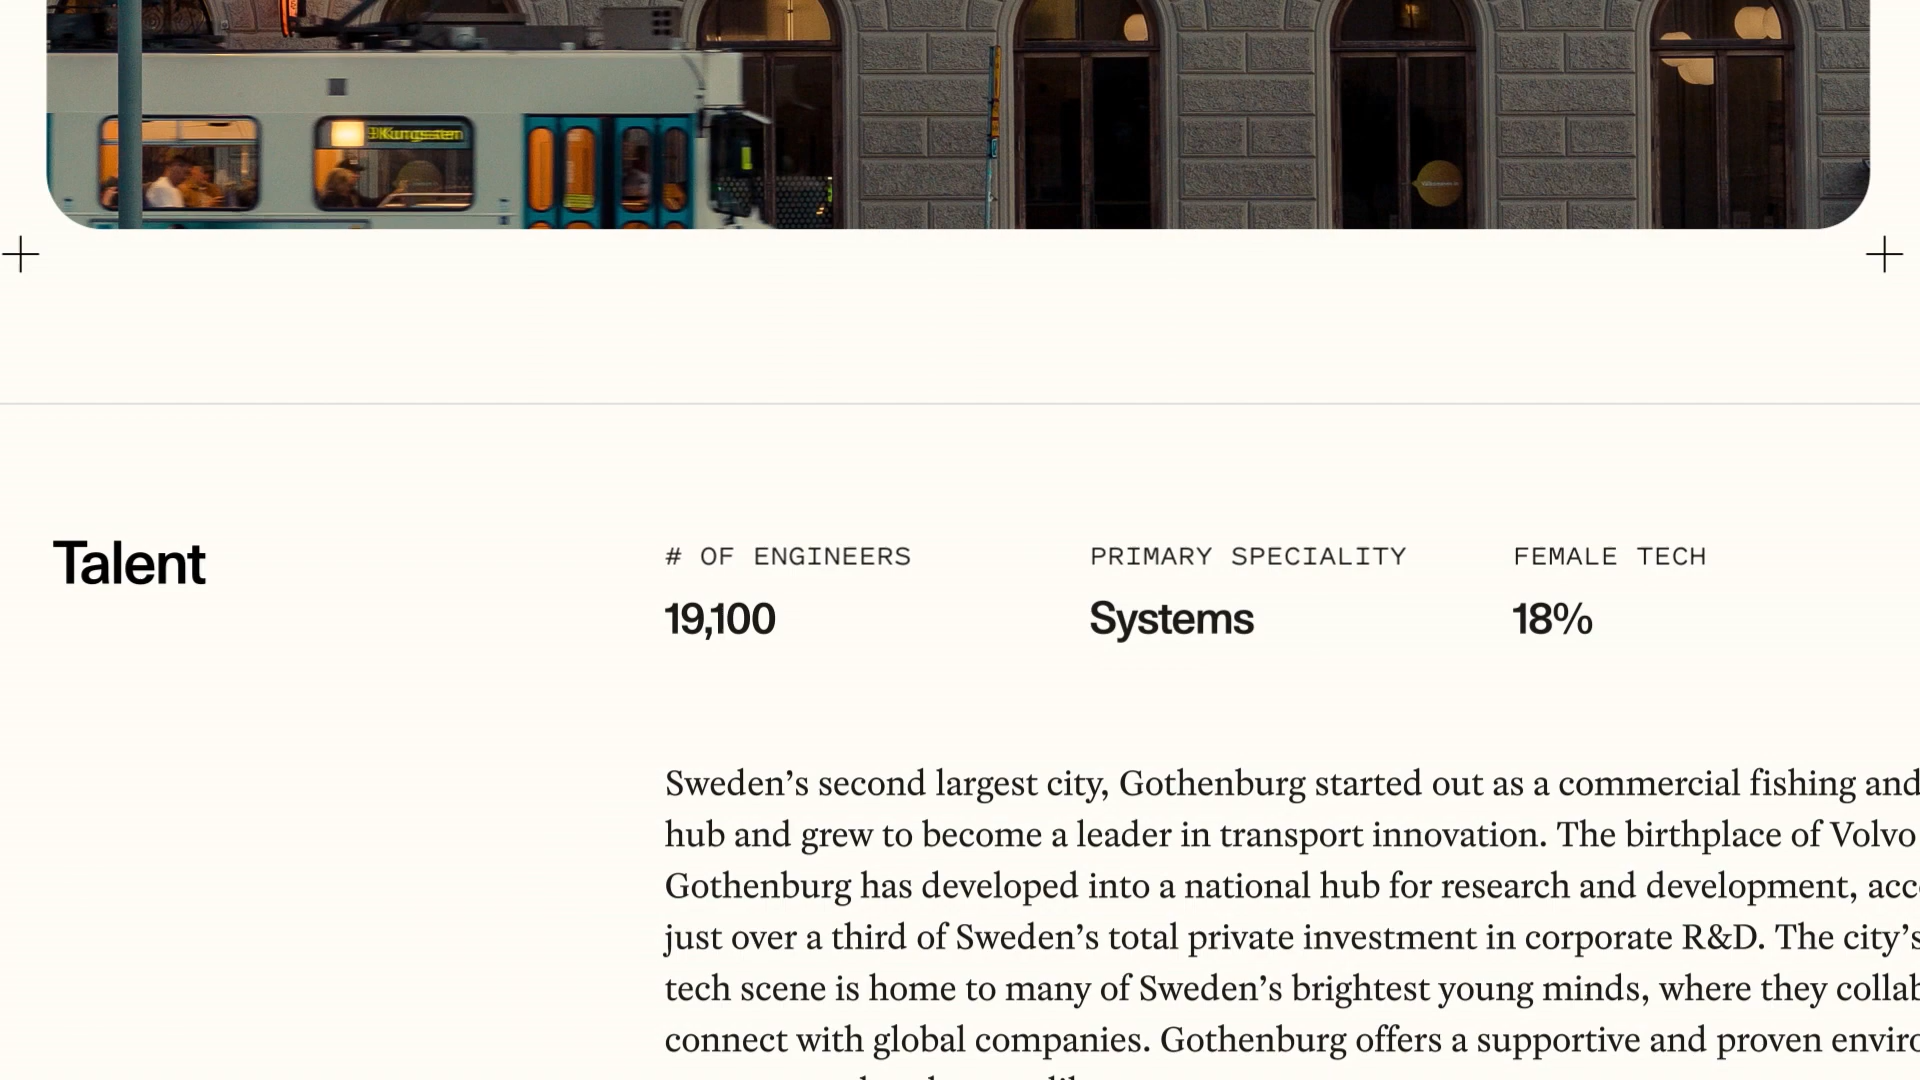 Talent
# OF ENGINEERS
19,100
PRIMARY SPECIALITY
Systems
FEMALE TECH
18%
Sweden’s second largest city, Gothenburg started out as a commercial fishing and
hub and grew to become a leader in transport innovation. The birthplace of Volvo
Gothenburg has developed into a national hub for research and development,
just over a third of Sweden’s total private investment in corporate R&D. The city’s
tech scene is home to many of Sweden’s brightest young minds, where they
connect with global companies. Gothenburg offers a supportive and proven